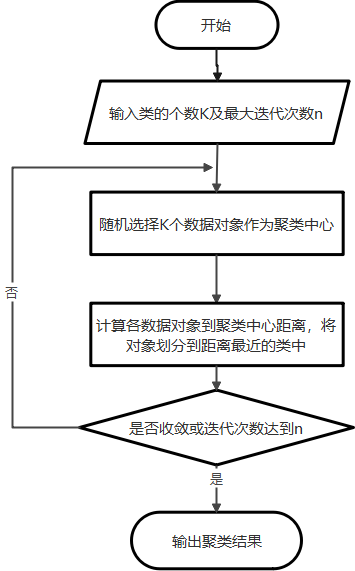 开始
输入类的个数K及最大迭代次数n
随机选择K个数据对象作为聚类中心
否
计算各数据对象到聚类中心距离，将
对象划分到距离最近的类中
是否收敛或迭代次数达到n
是
输出聚类结果